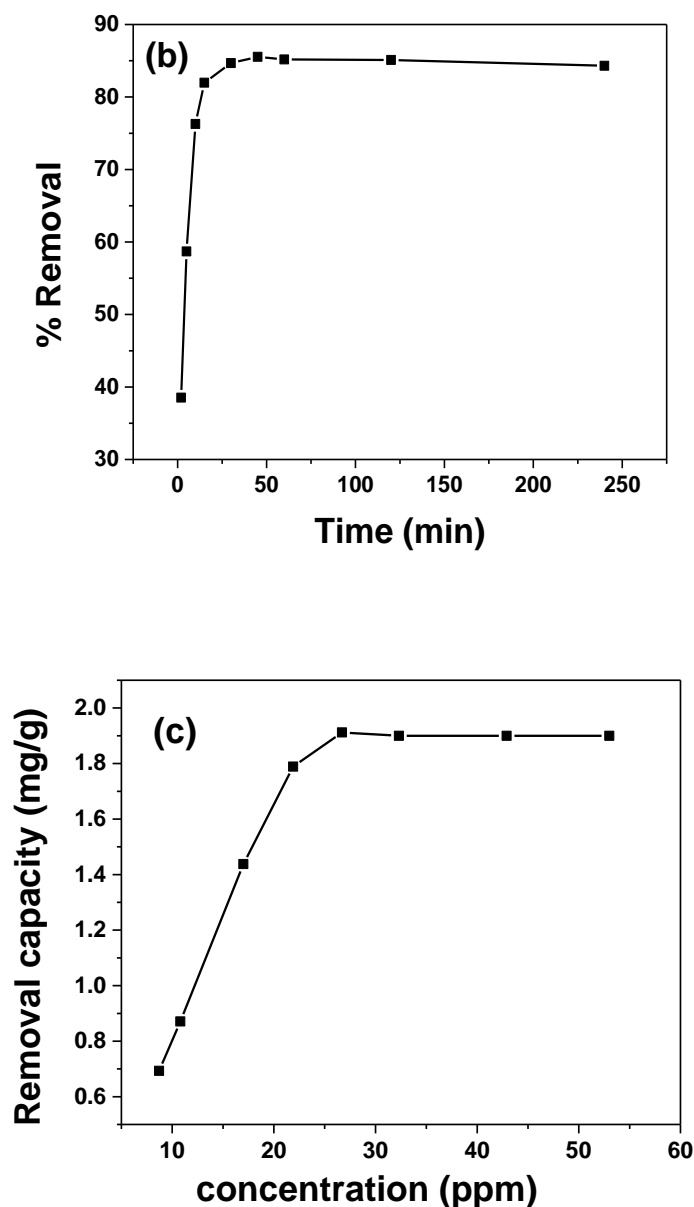 90
(b)
80
70
60
50
40
30
% Removal
0 50 100 150 200 250
Time (min)
2.0
(c)
1.8
1.6
1.4
1.2
1.0
0.8
0.6
Removal capacity (mg/g)
10 20 30 40 50 60
concentration (ppm)